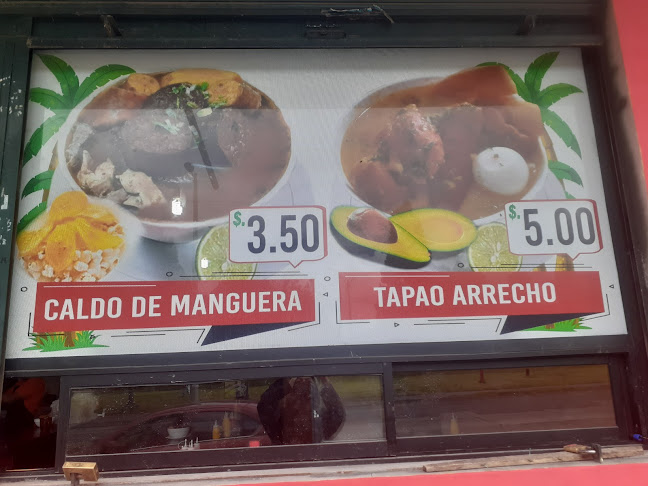 $. 3.50
$. 5.00
CALDO DE MANGUERA
TAPAO ARRECHO